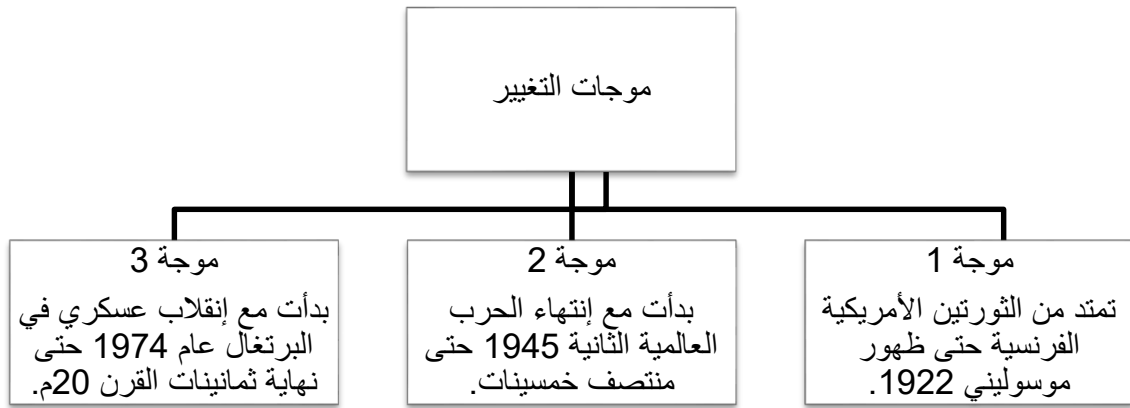 موجات التغيير
موجة 1
تمتد من الثورتين الأمريكية
الفرنسية حتى ظهور
موسوليني 1922.
موجة 2
بدأت مع إنتهاء الحرب
العالمية الثانية 1945 حتى
منتصف خمسينات.
موجة 3
بدأت مع إنقلاب عسكري في
البرتغال عام 1974 حتى
نهاية ثمانينات القرن 20م.